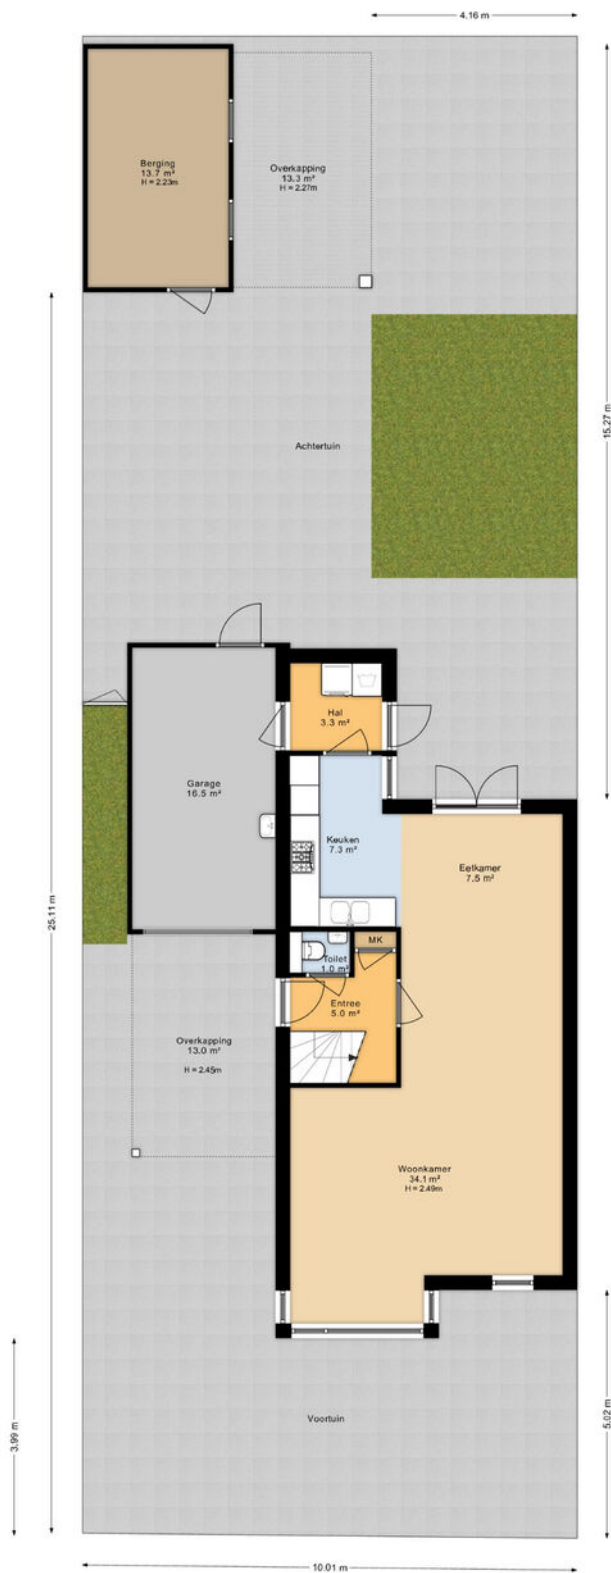 4.16 m
Berging
13.7 m²
H = 2.23m
Overkapping
13.3 m²
H = 2.27m
15.27 m
Achtertuin
Hal
3.3 m²
Garage
16.5 m²
Keuken
7.3 m²
Eetkamer
7.5 m²
25.11 m
MK
Toilet
1.0 m²
Entree
5.0 m²
Overkapping
13.0 m²
H = 2.45m
Woonkamer
34.1 m²
H = 2.49m
Voortuin
3.99 m
5.02 m
10.01 m